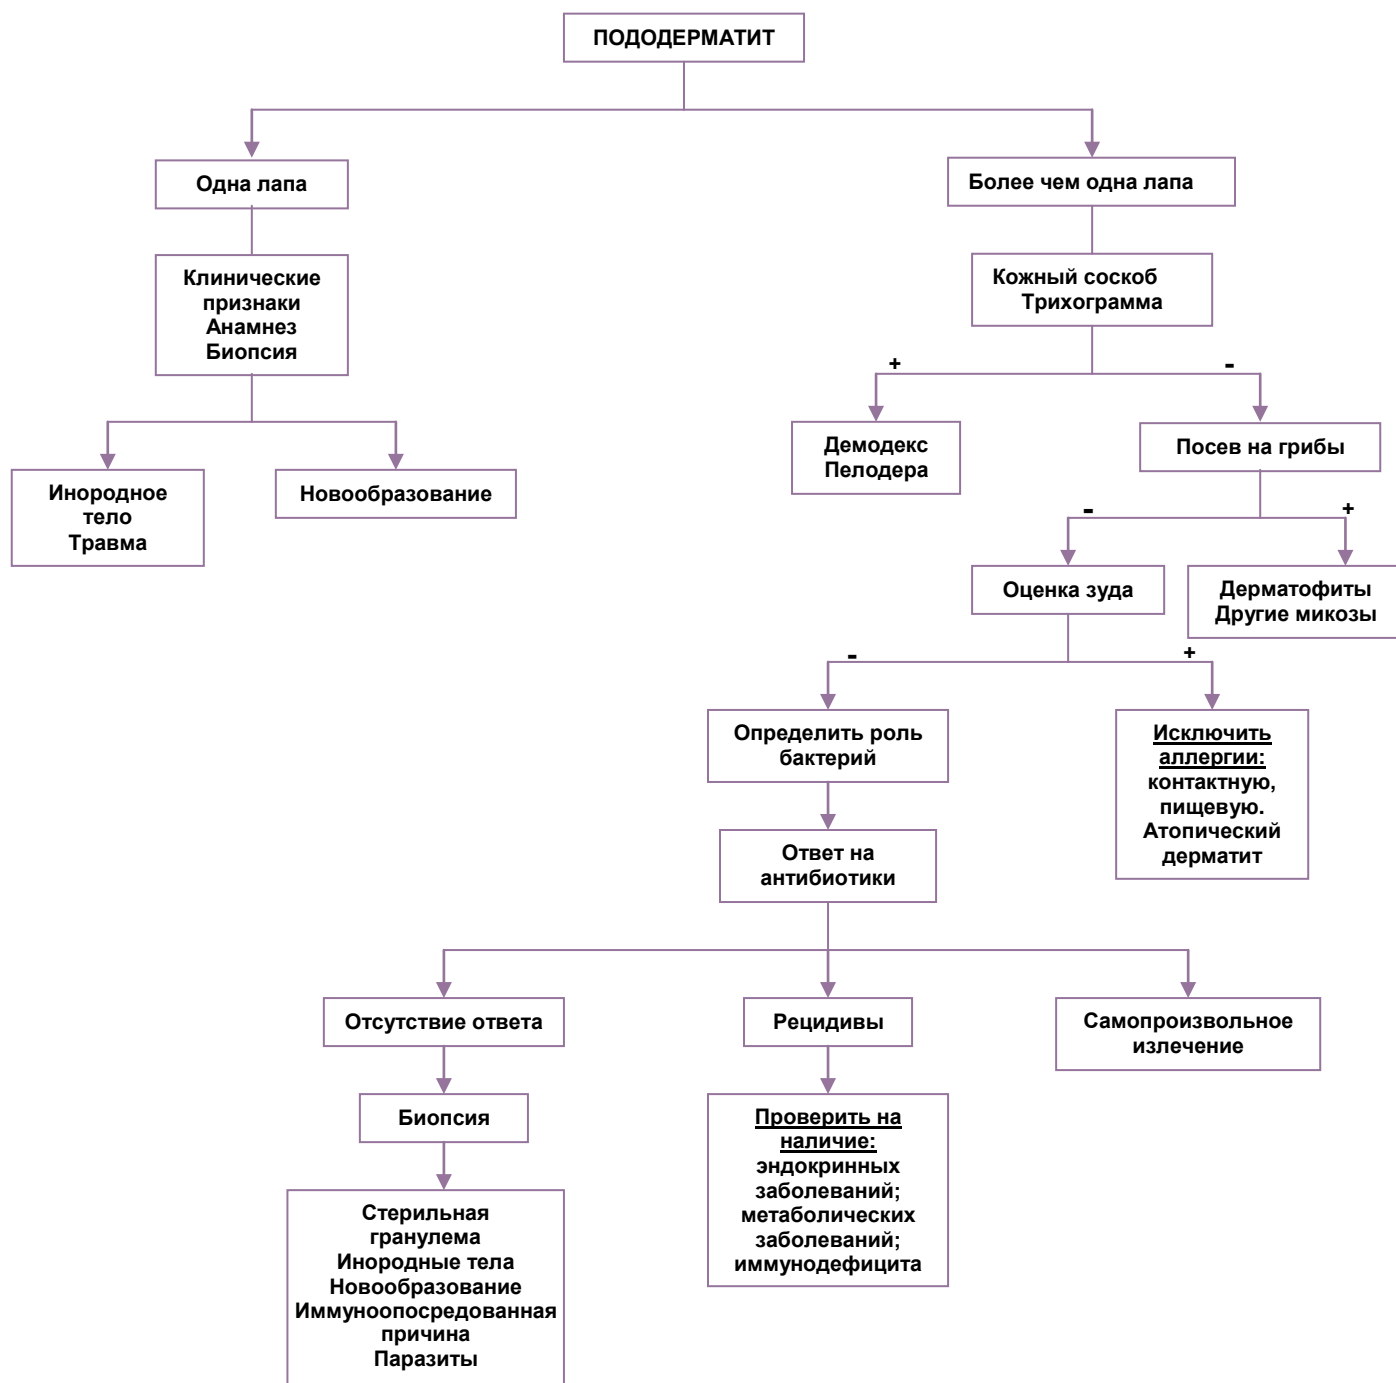 ПОДОДЕРМАТИТ
Одна лапа
Более чем одна лапа
Клинические
признаки
Анамнез
Биопсия
Кожный соскоб
Трихограмма
+
-
Инородное
тело
Травма
Новообразование
Демодекс
Пелодера
Посев на грибы
-
+
Оценка зуда
Дерматофиты
Другие микозы
-
+
Определить роль
бактерий
Исключить
аллергии:
контактную,
пищевую.
Атопический
дерматит
Ответ на
антибиотики
Отсутствие ответа
Рецидивы
Самопроизвольное
излечение
Биопсия
Проверить на
наличие:
эндокринных
заболеваний;
метаболических
заболеваний;
иммунодефицита
Стерильная
гранулема
Инородные тела
Новообразование
Иммуноопосредованная
причина
Паразиты